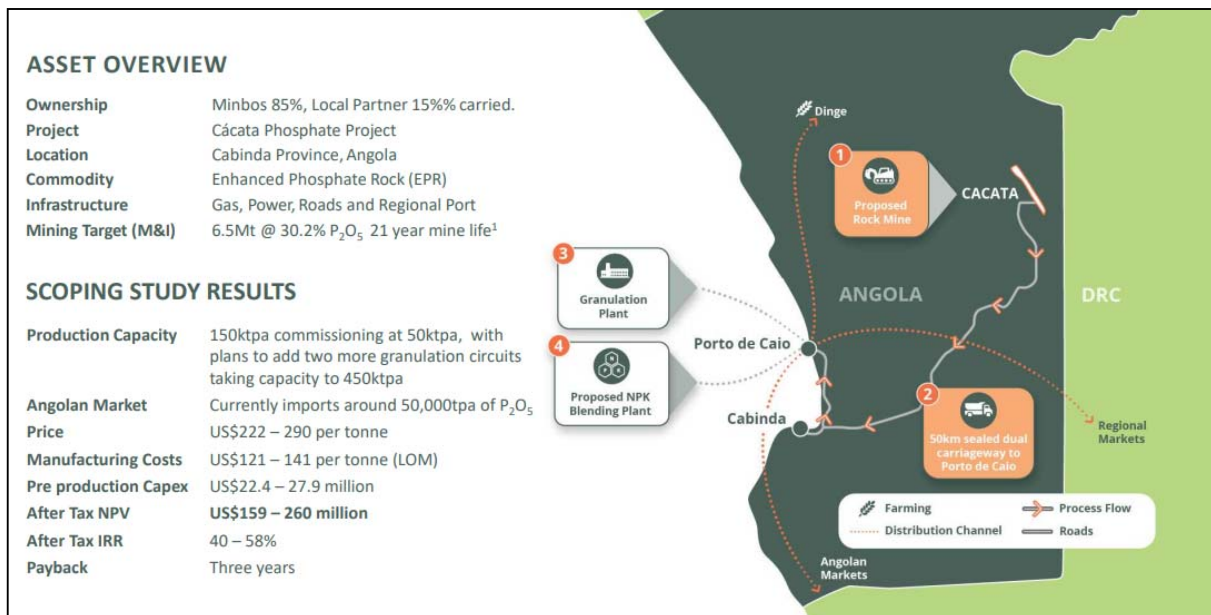 ASSET OVERVIEW
Ownership Minbos 85%, Local Partner 15%% carried.
Project Cácata Phosphate Project
Location Cabinda Province, Angola
Commodity Enhanced Phosphate Rock (EPR)
Infrastructure Gas, Power, Roads and Regional Port
Mining Target (M&I) 6.5Mt @ 30.2% P₂O₅ 21 year mine life¹
SCOPING STUDY RESULTS
Production Capacity 150ktpa commissioning at 50ktpa, with
plans to add two more granulation circuits
taking capacity to 450ktpa
Angolan Market Currently imports around 50,000tpa of P₂O₅
Price US$222 – 290 per tonne
Manufacturing Costs US$121 – 141 per tonne (LOM)
Pre production Capex US$22.4 – 27.9 million
After Tax NPV US$159 – 260 million
After Tax IRR 40 – 58%
Payback Three years
Dinge
1
Proposed
Rock Mine
CACATA
3
Granulation
Plant
ANGOLA
DRC
Porto de Caio
4
Proposed NPK
Blending Plant
Cabinda
2
50km sealed dual
carriageway to
Porto de Caio
Regional
Markets
Farming
Process Flow
Distribution Channel
Roads
Angolan
Markets